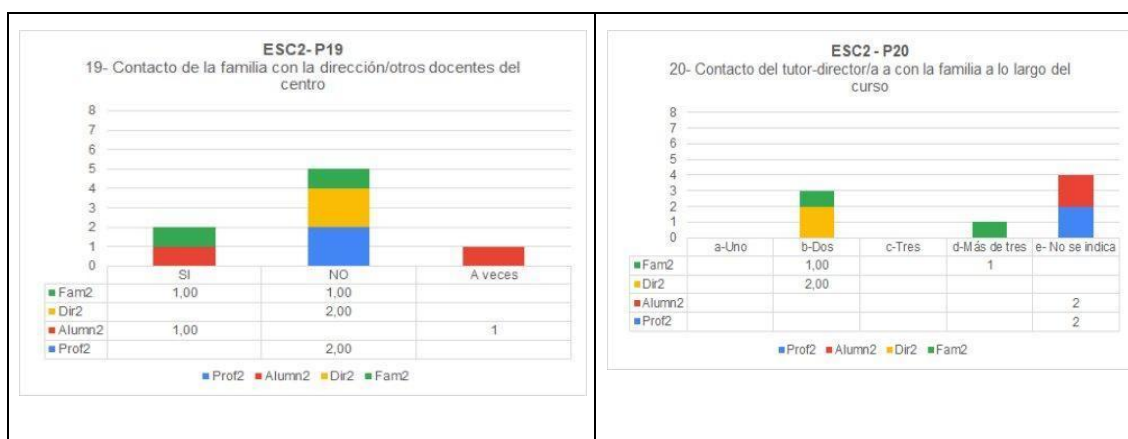 ESC2- P19
19- Contacto de la familia con la dirección/otros docentes del
centro
8
7
6
5
4
3
2
1
0
SI NO A veces
Fam2 1,00 1,00
Dir2 2,00
Alumn2 1,00 1
Prof2 2,00
Prof2 Alumn2 Dir2 Fam2
ESC2 - P20
20- Contacto del tutor-director/a a con la familia a lo largo del
curso
8
7
6
5
4
3
2
1
0
a-Uno b-Dos c-Tres d-Más de tres e- No se indica
Fam2 1,00 1
Dir2 2,00
Alumn2 2
Prof2 2
Prof2 Alumn2 Dir2 Fam2